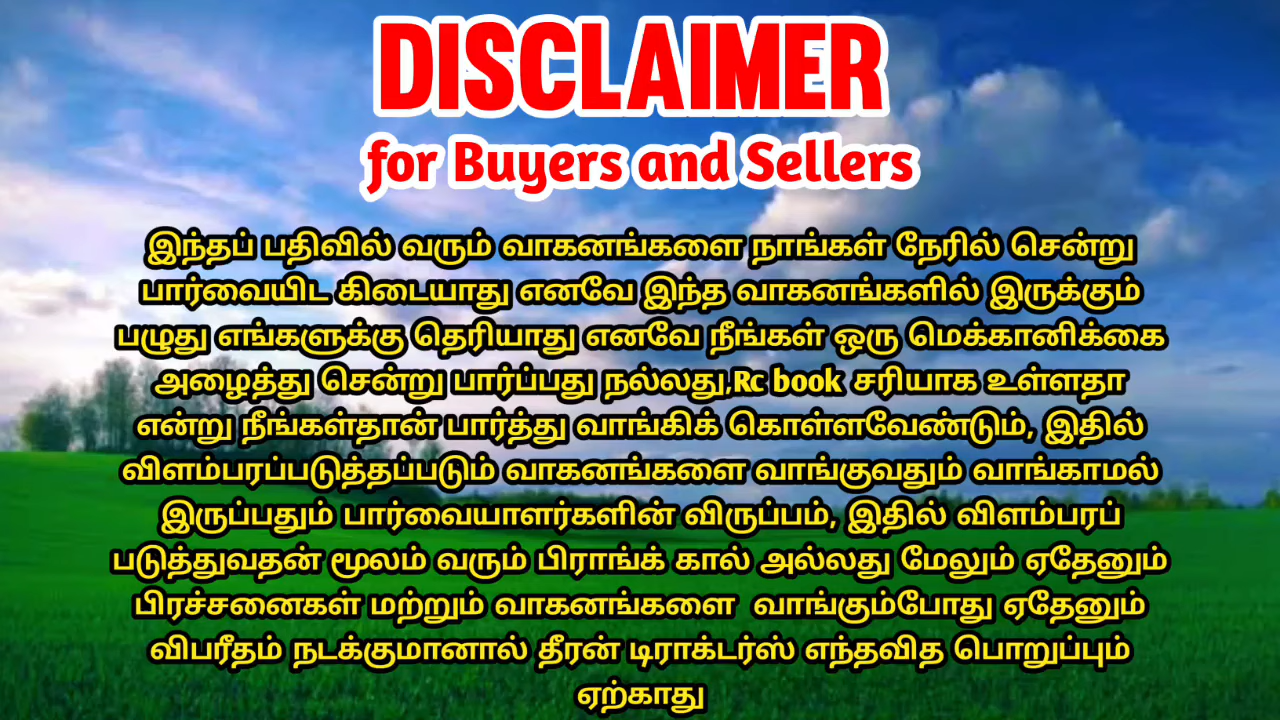 DISCLAIMER
for Buyers and Sellers
இந்தப் பதிவில் வரும் வாகனங்களை நாங்கள் நேரில் சென்று
பார்வையிட கிடையாது எனவே இந்த வாகனங்களில் இருக்கும்
பழுது எங்களுக்கு தெரியாது எனவே நீங்கள் ஒரு மெக்கானிக்கை
அழைத்து சென்று பார்ப்பது நல்லது,Rc book சரியாக உள்ளதா
என்று நீங்கள்தான் பார்த்து வாங்கிக் கொள்ளவேண்டும், இதில்
விளம்பரப்படுத்தப்படும் வாகனங்களை வாங்குவதும் வாங்காமல்
இருப்பதும் பார்வையாளர்களின் விருப்பம், இதில் விளம்பரப்
படுத்துவதன் மூலம் வரும் பிராங்க் கால் அல்லது மேலும் ஏதேனும்
பிரச்சனைகள் மற்றும் வாகனங்களை வாங்கும்போது ஏதேனும்
விபரீதம் நடக்குமானால் தீரன் டிராக்டர்ஸ் எந்தவித பொறுப்பும்
ஏற்காது